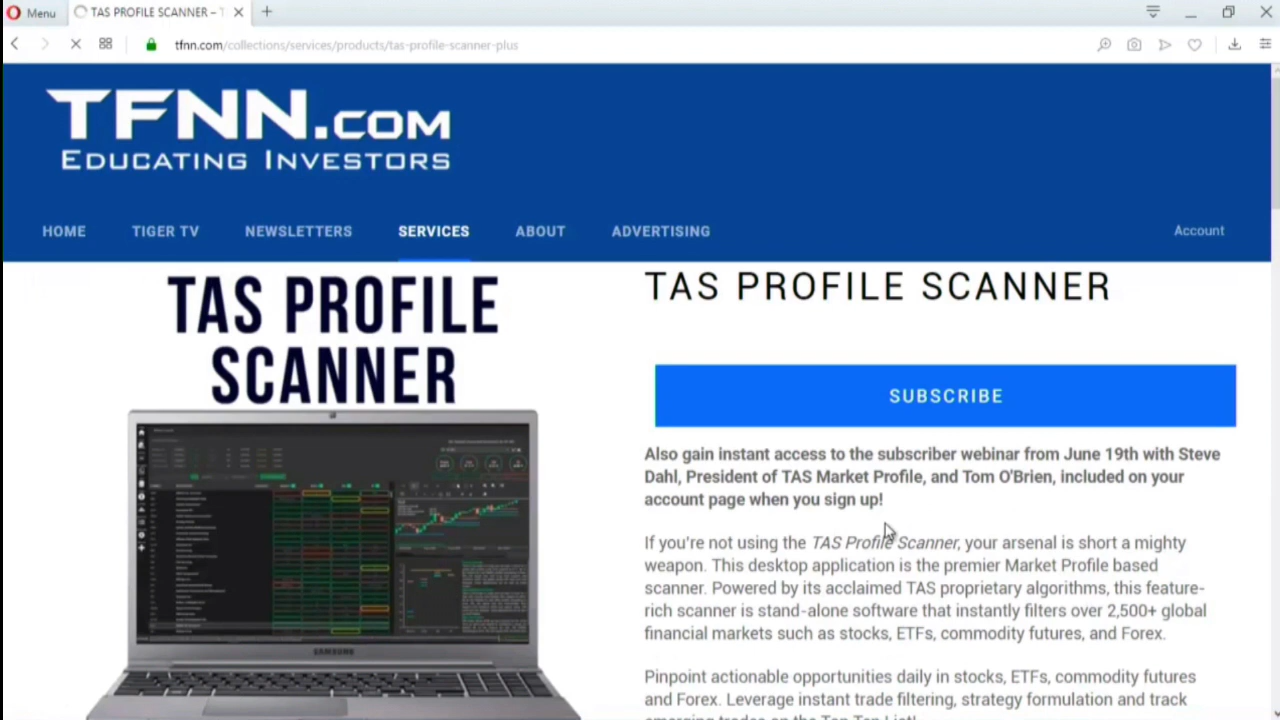 Menu
TAS PROFILE SCANNER –
tfnn.com/collections/services/products/tas-profile-scanner-plus
TFNN.COM
EDUCATING INVESTORS
HOME
TIGER TV
NEWSLETTERS
SERVICES
ABOUT
ADVERTISING
Account
TAS PROFILE
SCANNER
SAMSUNG
TAS PROFILE SCANNER
SUBSCRIBE
Also gain instant access to the subscriber webinar from June 19th with Steve
Dahl, President of TAS Market Profile, and Tom O'Brien, included on your
account page when you sign up!
If you're not using the TAS Profile Scanner, your arsenal is short a mighty
weapon. This desktop application is the premier Market Profile based
scanner. Powered by its acclaimed TAS proprietary algorithms, this feature-
rich scanner is stand-alone software that instantly filters over 2,500+ global
financial markets such as stocks, ETFs, commodity futures, and Forex.
Pinpoint actionable opportunities daily in stocks, ETFs, commodity futures
and Forex. Leverage instant trade filtering, strategy formulation and track
emerging trades on the Top Ten List!